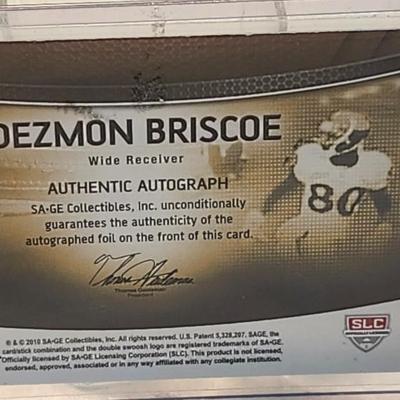 DEZMON BRISCOE
Wide Receiver
AUTHENTIC AUTOGRAPH
SA•GE Collectibles, Inc. unconditionally
guarantees the authenticity of the
autographed foil on the front of this card.
Thomas Geideman
President
80
SLC
OFFICIALLY LICENSED
® & © 2010 SA•GE Collectibles, Inc. All rights reserved. U.S. Patent 5,328,207. SAGE, the
card/stick combination and the double swoosh logo are registered trademarks of SA•GE.
Officially licensed by SA•GE Licensing Corporation (SLC). This product is not licensed,
endorsed, approved, associated or in any way affiliated with any collegiate institution.